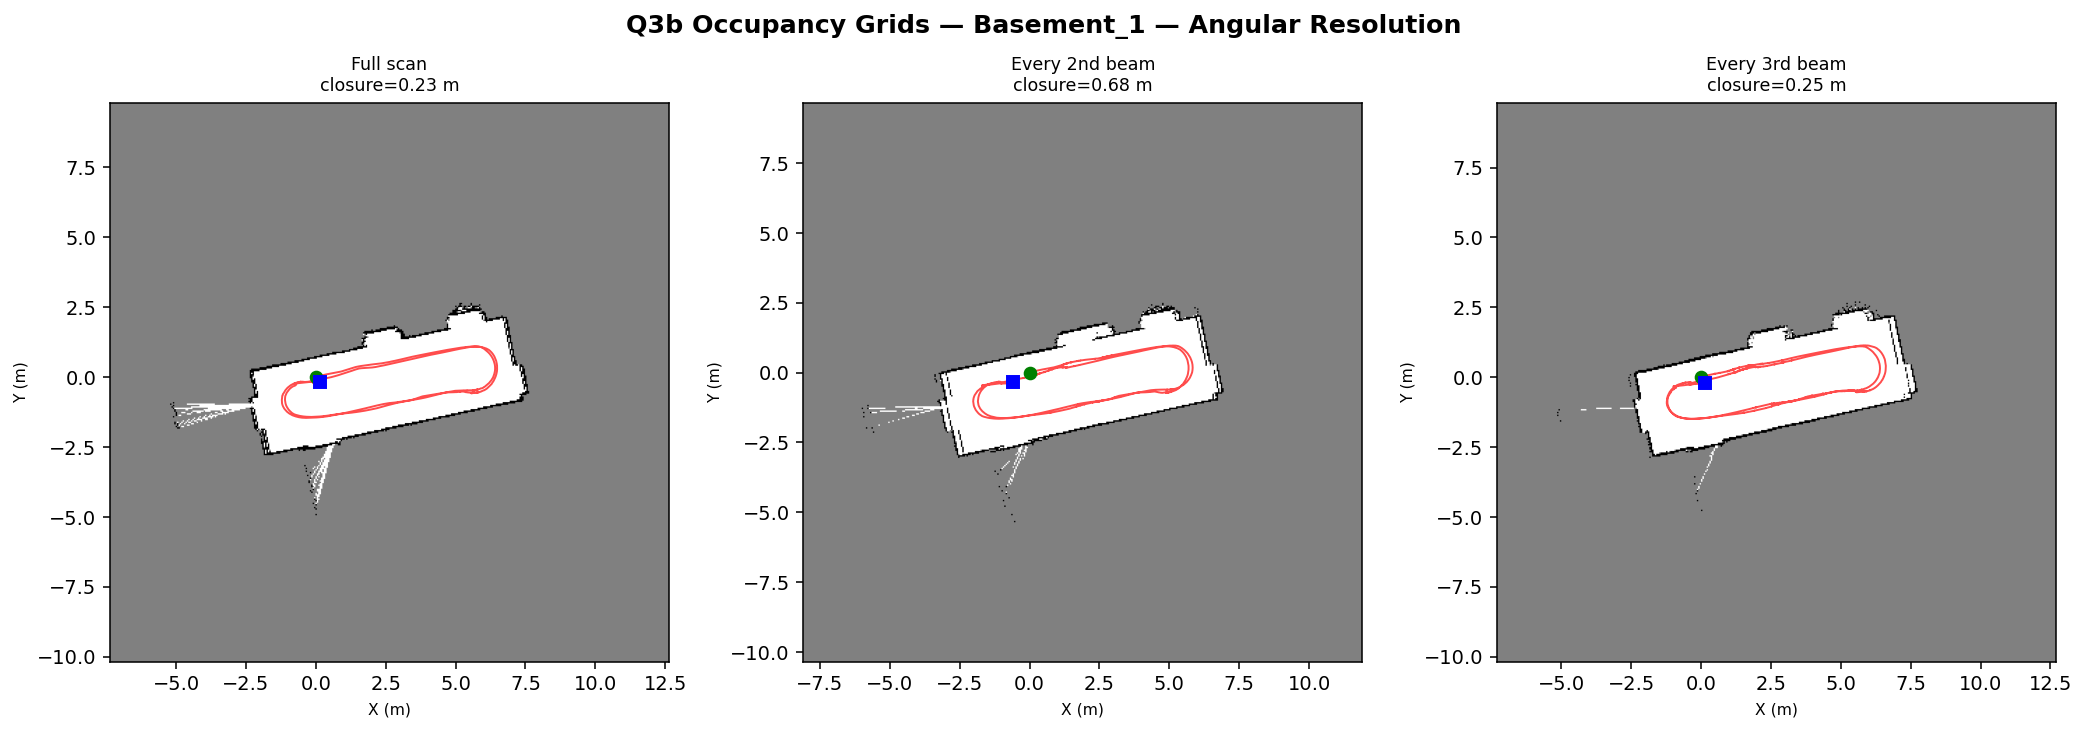 Q3b Occupancy Grids — Basement_1 — Angular Resolution
Full scan
closure=0.23 m
7.5
5.0
2.5
0.0
−2.5
−5.0
−7.5
−10.0
Y (m)
−5.0 −2.5 0.0 2.5 5.0 7.5 10.0 12.5
X (m)
Every 2nd beam
closure=0.68 m
7.5
5.0
2.5
0.0
−2.5
−5.0
−7.5
−10.0
Y (m)
−7.5 −5.0 −2.5 0.0 2.5 5.0 7.5 10.0
X (m)
Every 3rd beam
closure=0.25 m
7.5
5.0
2.5
0.0
−2.5
−5.0
−7.5
−10.0
Y (m)
−5.0 −2.5 0.0 2.5 5.0 7.5 10.0 12.5
X (m)